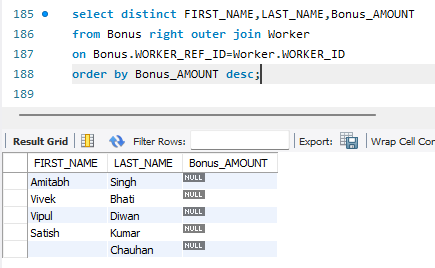 185 select distinct FIRST_NAME,LAST_NAME,Bonus_AMOUNT
186 from Bonus right outer join Worker
187 on Bonus.WORKER_REF_ID=Worker.WORKER_ID
188 order by Bonus_AMOUNT desc;
189
Result Grid Filter Rows: Export: Wrap Cell Con
FIRST_NAME LAST_NAME Bonus_AMOUNT
Amitabh Singh NULL
Vivek Bhati NULL
Vipul Diwan NULL
Satish Kumar NULL
Chauhan NULL